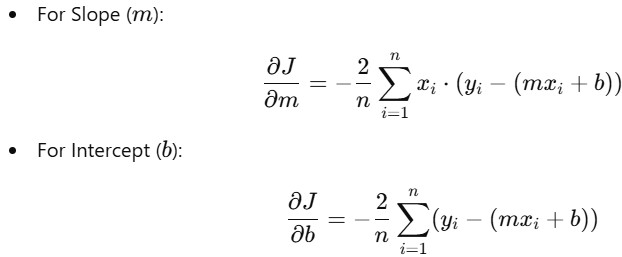 • For Slope (m):
∂J/∂m = −2/n ∑_{i=1}^{n} x_i · (y_i − (mx_i + b))
• For Intercept (b):
∂J/∂b = −2/n ∑_{i=1}^{n} (y_i − (mx_i + b))